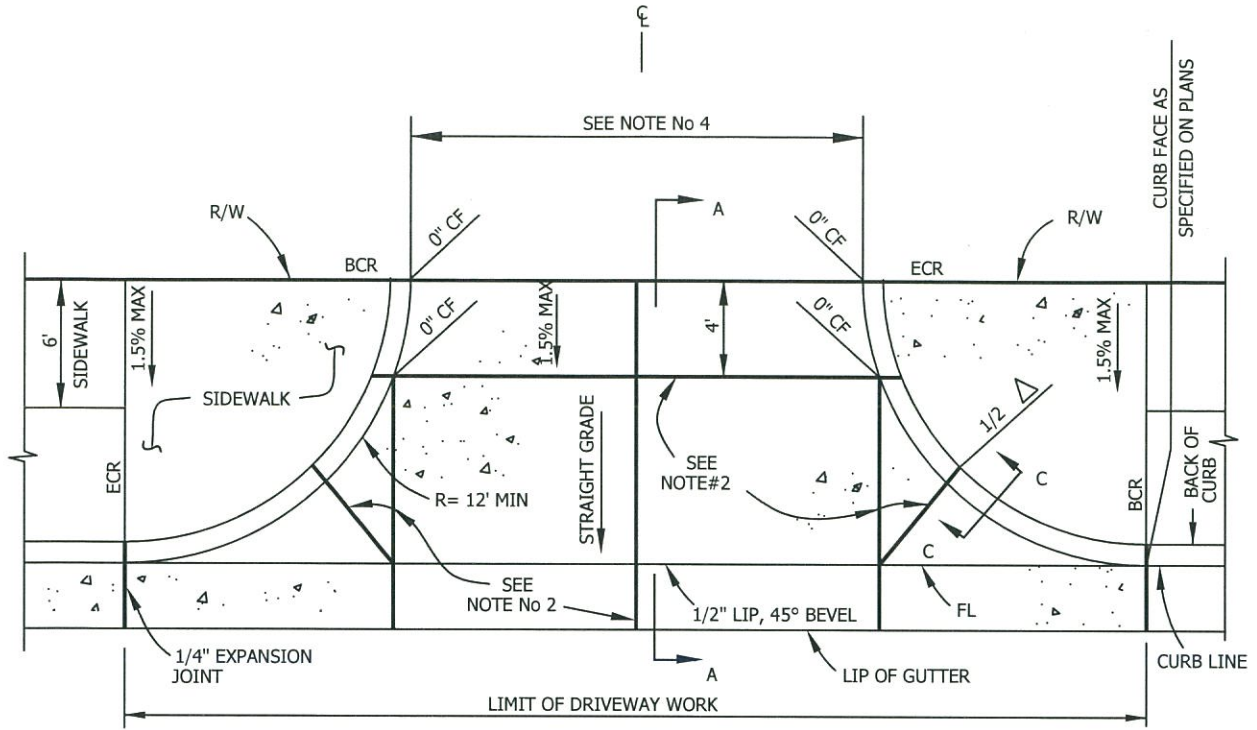 ℄
SEE NOTE No 4
CURB FACE AS
SPECIFIED ON PLANS
A
R/W
0" CF
0" CF
R/W
BCR
ECR
6'
SIDEWALK
1.5% MAX
0" CF
1.5% MAX
4'
0" CF
1.5% MAX
SIDEWALK
1/2 △
ECR
R= 12' MIN
STRAIGHT GRADE
SEE
NOTE#2
C
BCR
BACK OF
CURB
C
SEE
NOTE No 2
1/2" LIP, 45° BEVEL
FL
1/4" EXPANSION
JOINT
A
LIP OF GUTTER
CURB LINE
LIMIT OF DRIVEWAY WORK